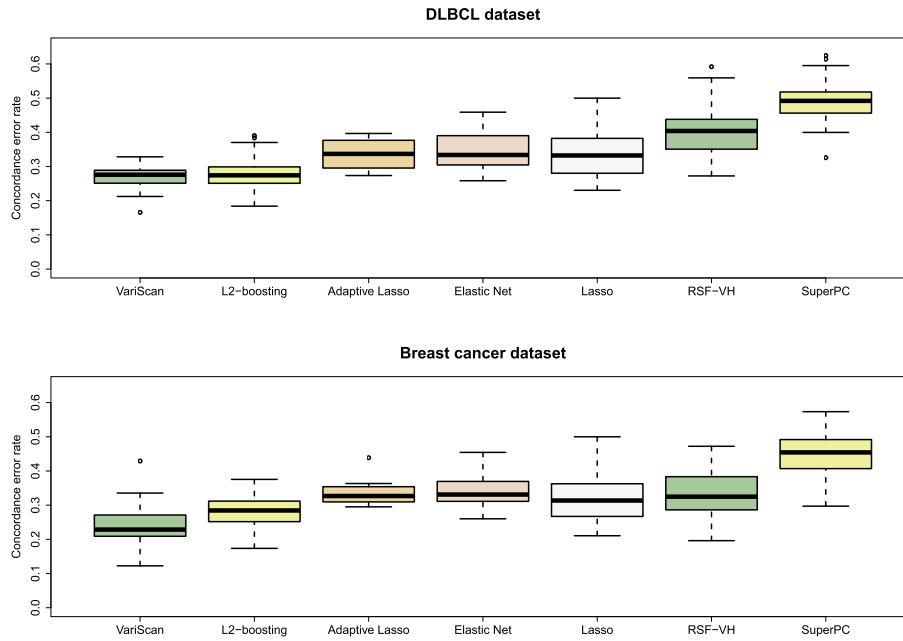 DLBCL dataset
Concordance error rate
0.0 0.1 0.2 0.3 0.4 0.5 0.6
VariScan L2−boosting Adaptive Lasso Elastic Net Lasso RSF−VH SuperPC
Breast cancer dataset
Concordance error rate
0.0 0.1 0.2 0.3 0.4 0.5 0.6
VariScan L2−boosting Adaptive Lasso Elastic Net Lasso RSF−VH SuperPC